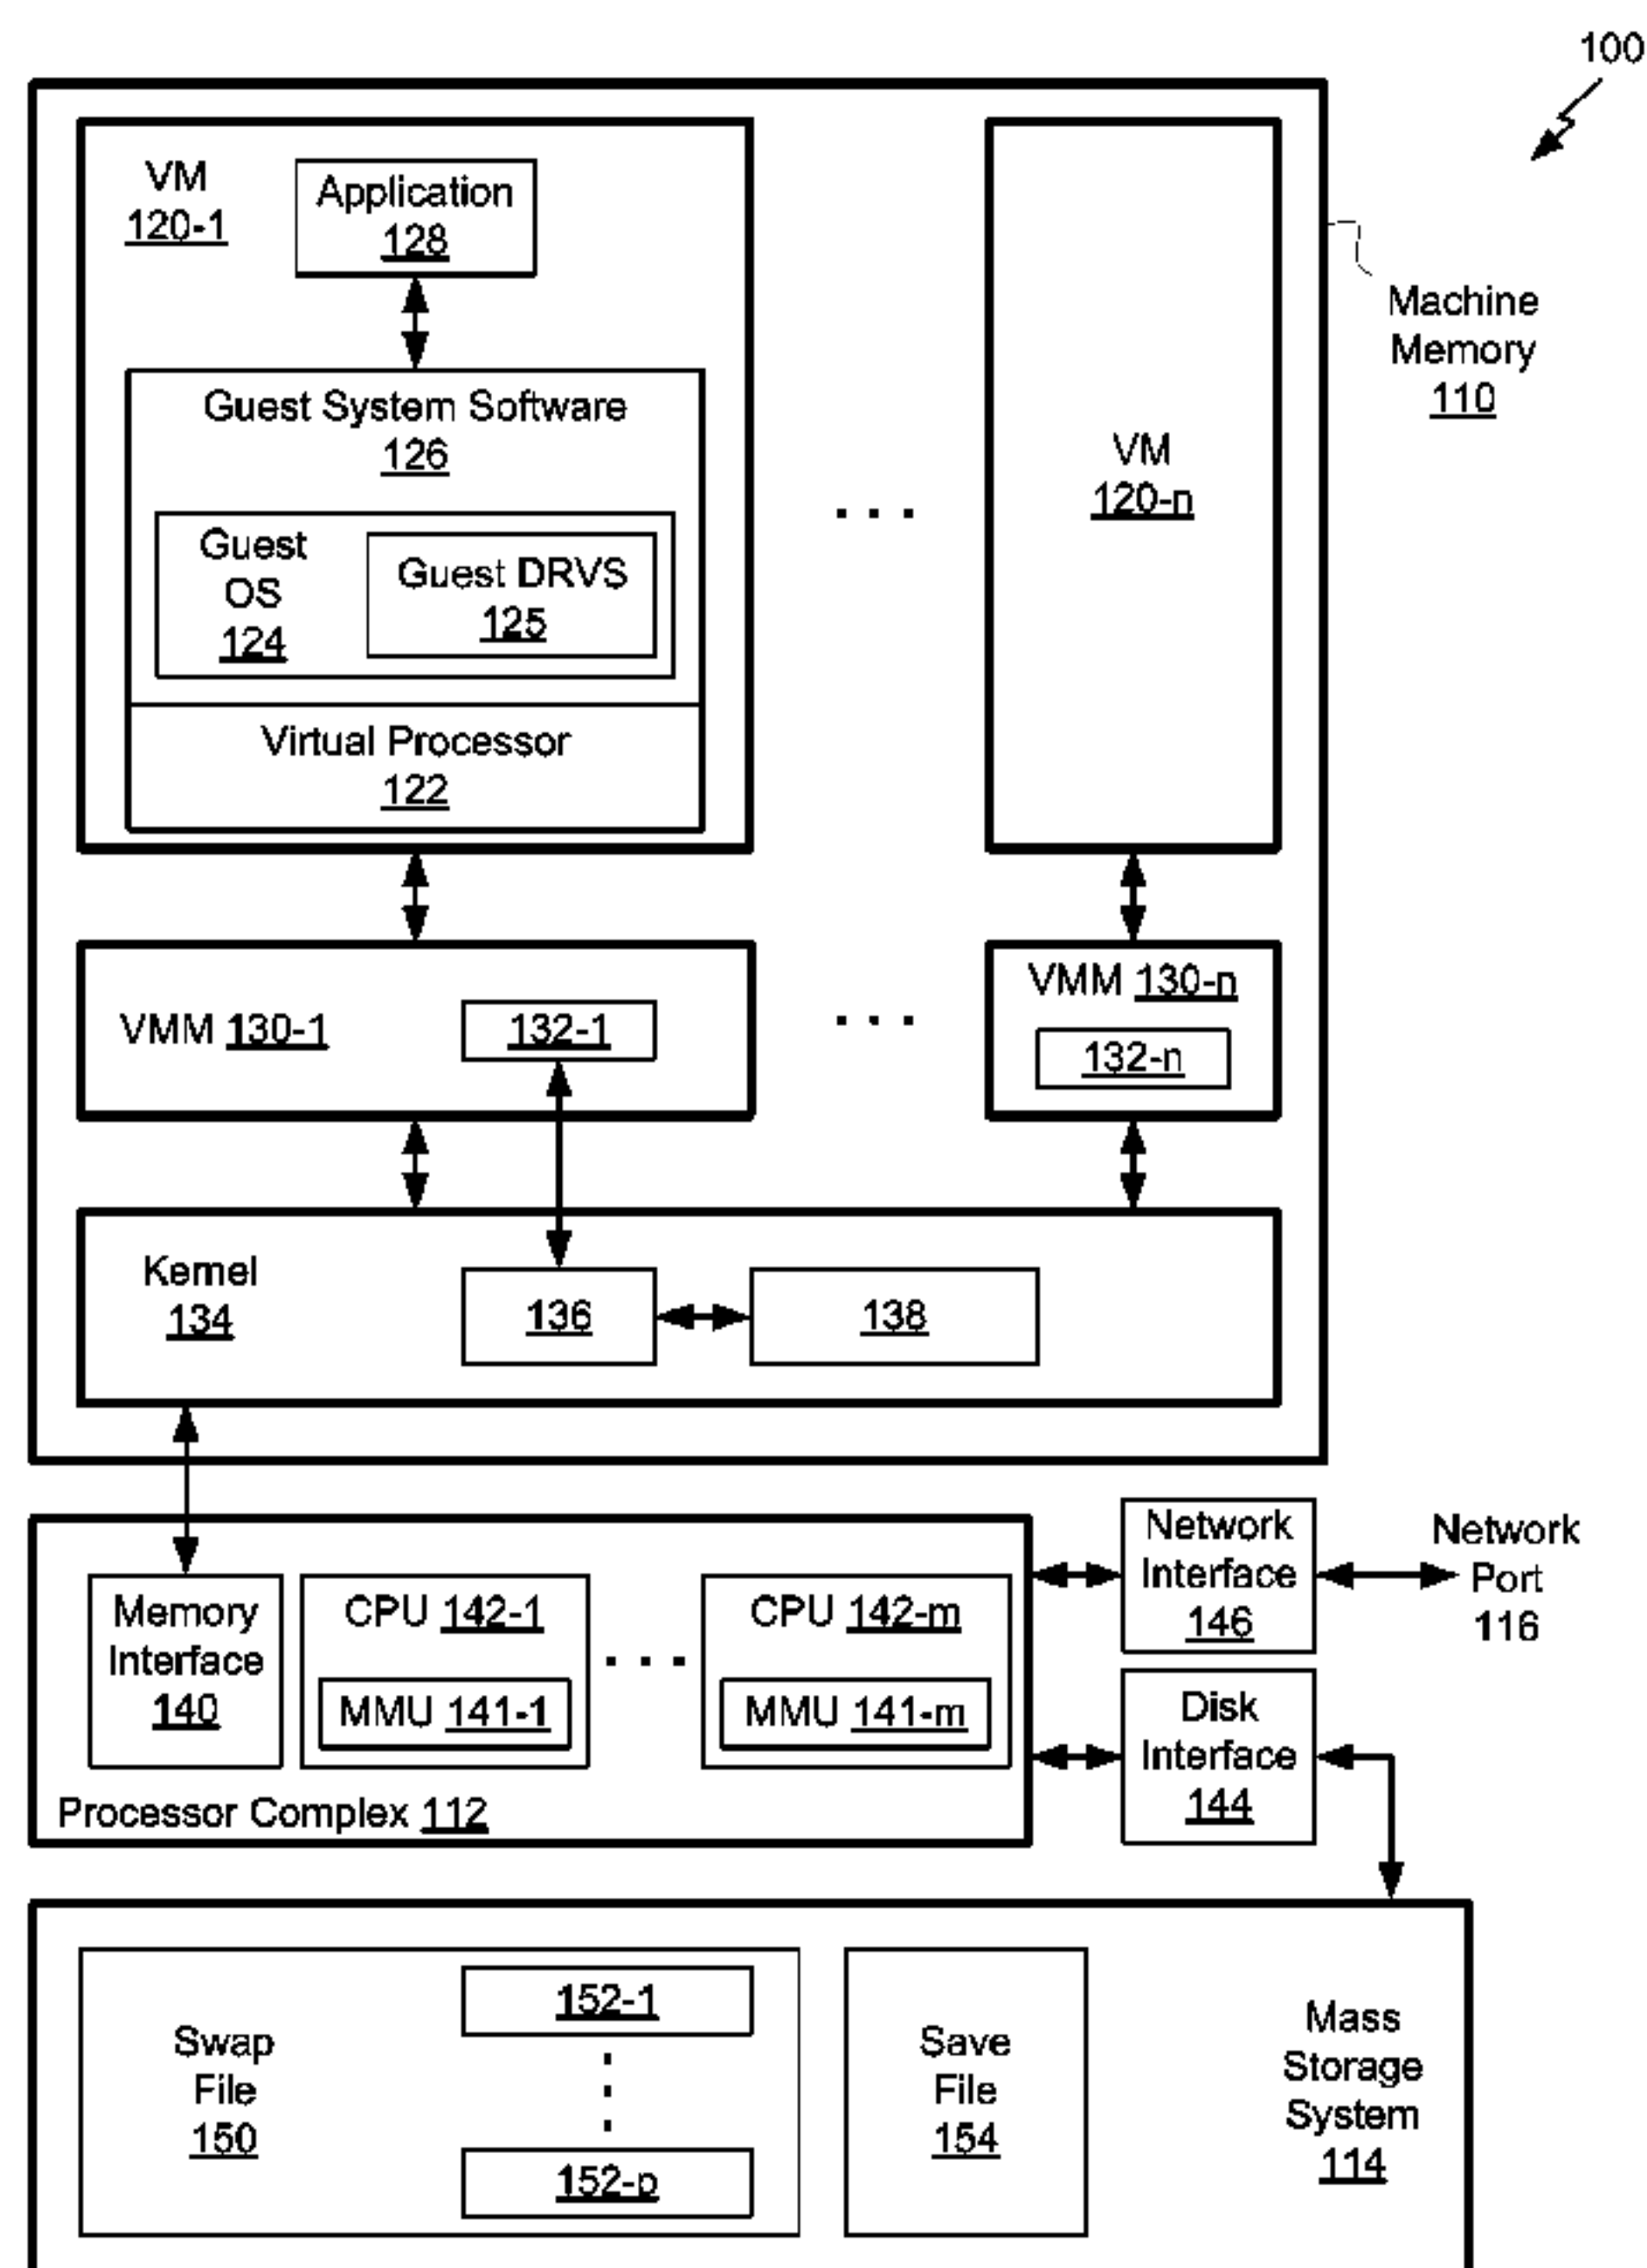 100
VM
120-1
Application
128
Machine
Memory
110
Guest System Software
126
VM
120-n
. . .
Guest
OS
124
Guest DRVS
125
Virtual Processor
122
VMM 130-1
132-1
. . .
VMM 130-n
132-n
Kernel
134
136
138
Memory
Interface
140
CPU 142-1
MMU 141-1
. . .
CPU 142-m
MMU 141-m
Processor Complex 112
Network
Interface
146
Network
Port
116
Disk
Interface
144
Swap
File
150
152-1
152-p
Save
File
154
Mass
Storage
System
114